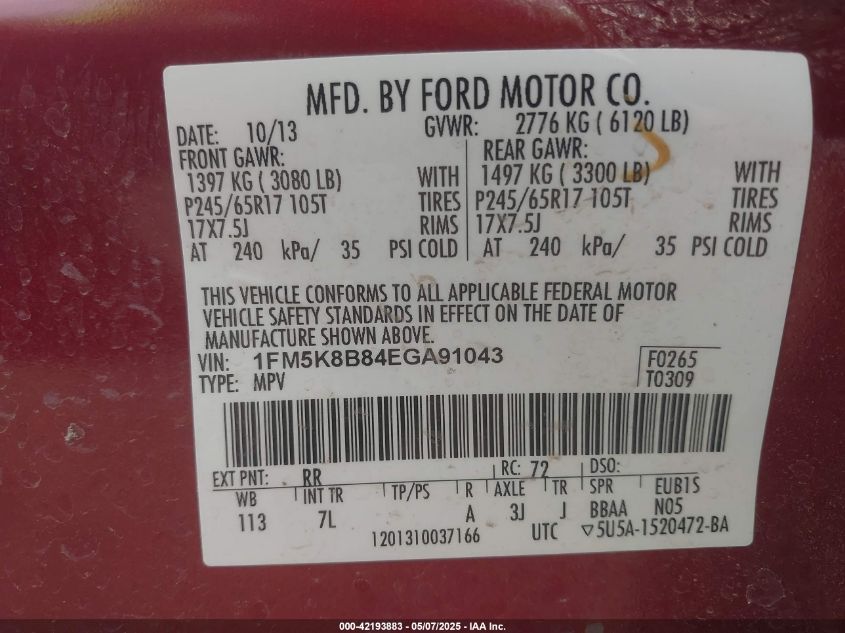 MFD. BY FORD MOTOR CO.
DATE: 10/13 GVWR: 2776 KG ( 6120 LB)
FRONT GAWR: REAR GAWR:
1397 KG ( 3080 LB) WITH 1497 KG ( 3300 LB) WITH
P245/65R17 105T TIRES P245/65R17 105T TIRES
17X7.5J RIMS 17X7.5J RIMS
AT 240 kPa/ 35 PSI COLD AT 240 kPa/ 35 PSI COLD
THIS VEHICLE CONFORMS TO ALL APPLICABLE FEDERAL MOTOR
VEHICLE SAFETY STANDARDS IN EFFECT ON THE DATE OF
MANUFACTURE SHOWN ABOVE.
VIN: 1FM5K8B84EGA91043 F0265
TYPE: MPV T0309
EXT PNT: RR RC: 72 DSO:
WB INT TR TP/PS R AXLE TR SPR EUB1S
113 7L A 3J J BBAA N05
1201310037166 UTC ▽5U5A-1520472-BA
000-42193883 / 05/07/2025 - IAA Inc.